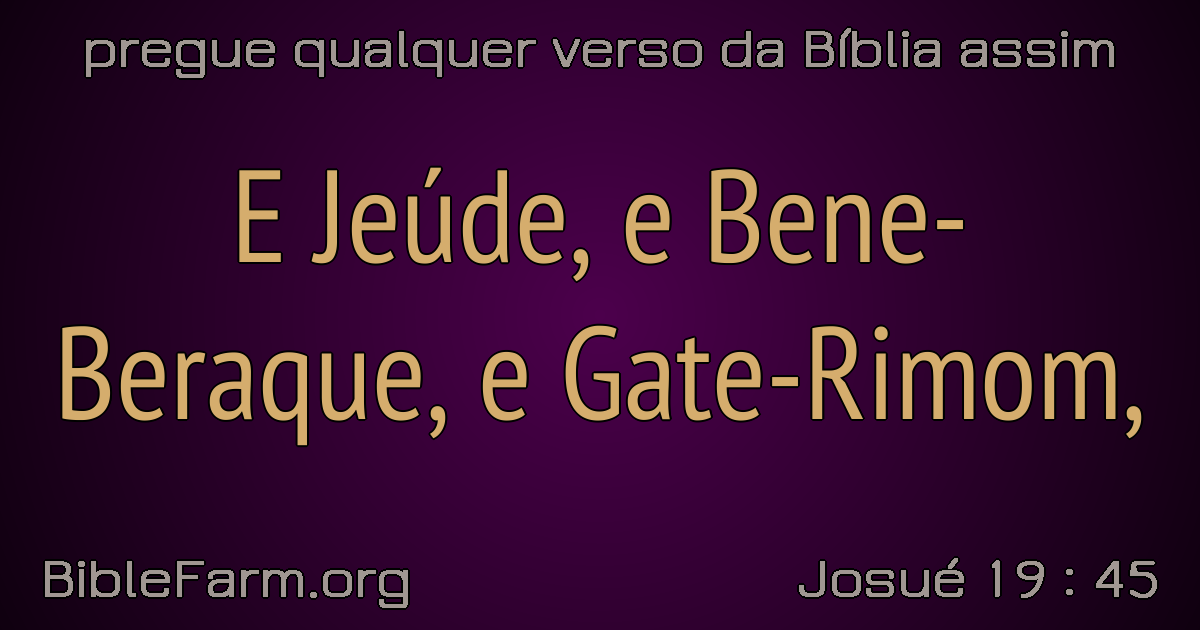 pregue qualquer verso da Bíblia assim
E Jeúde, e Bene-
Beraque, e Gate-Rimom,
BibleFarm.org
Josué 19 : 45